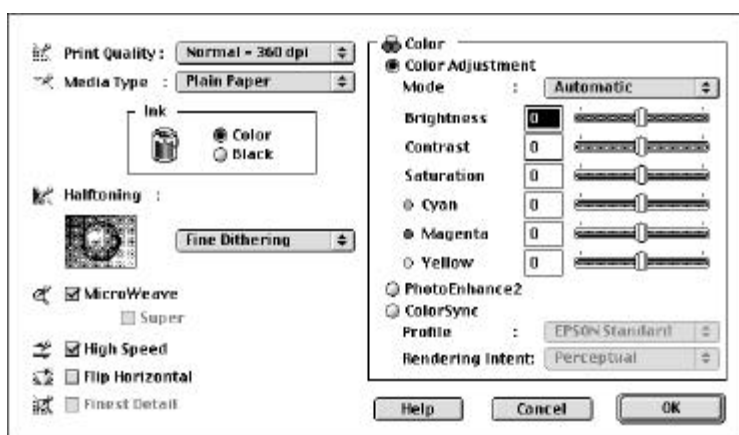 Print Quality : Normal - 360 dpi
Media Type : Plain Paper
Ink
Color
Black
Halftoning :
Fine Dithering
MicroWeave
Super
High Speed
Flip Horizontal
Finest Detail
Color
Color Adjustment
Mode : Automatic
Brightness 0
Contrast 0
Saturation 0
Cyan 0
Magenta 0
Yellow 0
PhotoEnhance2
ColorSync
Profile : EPSON Standard
Rendering Intent: Perceptual
Help Cancel OK